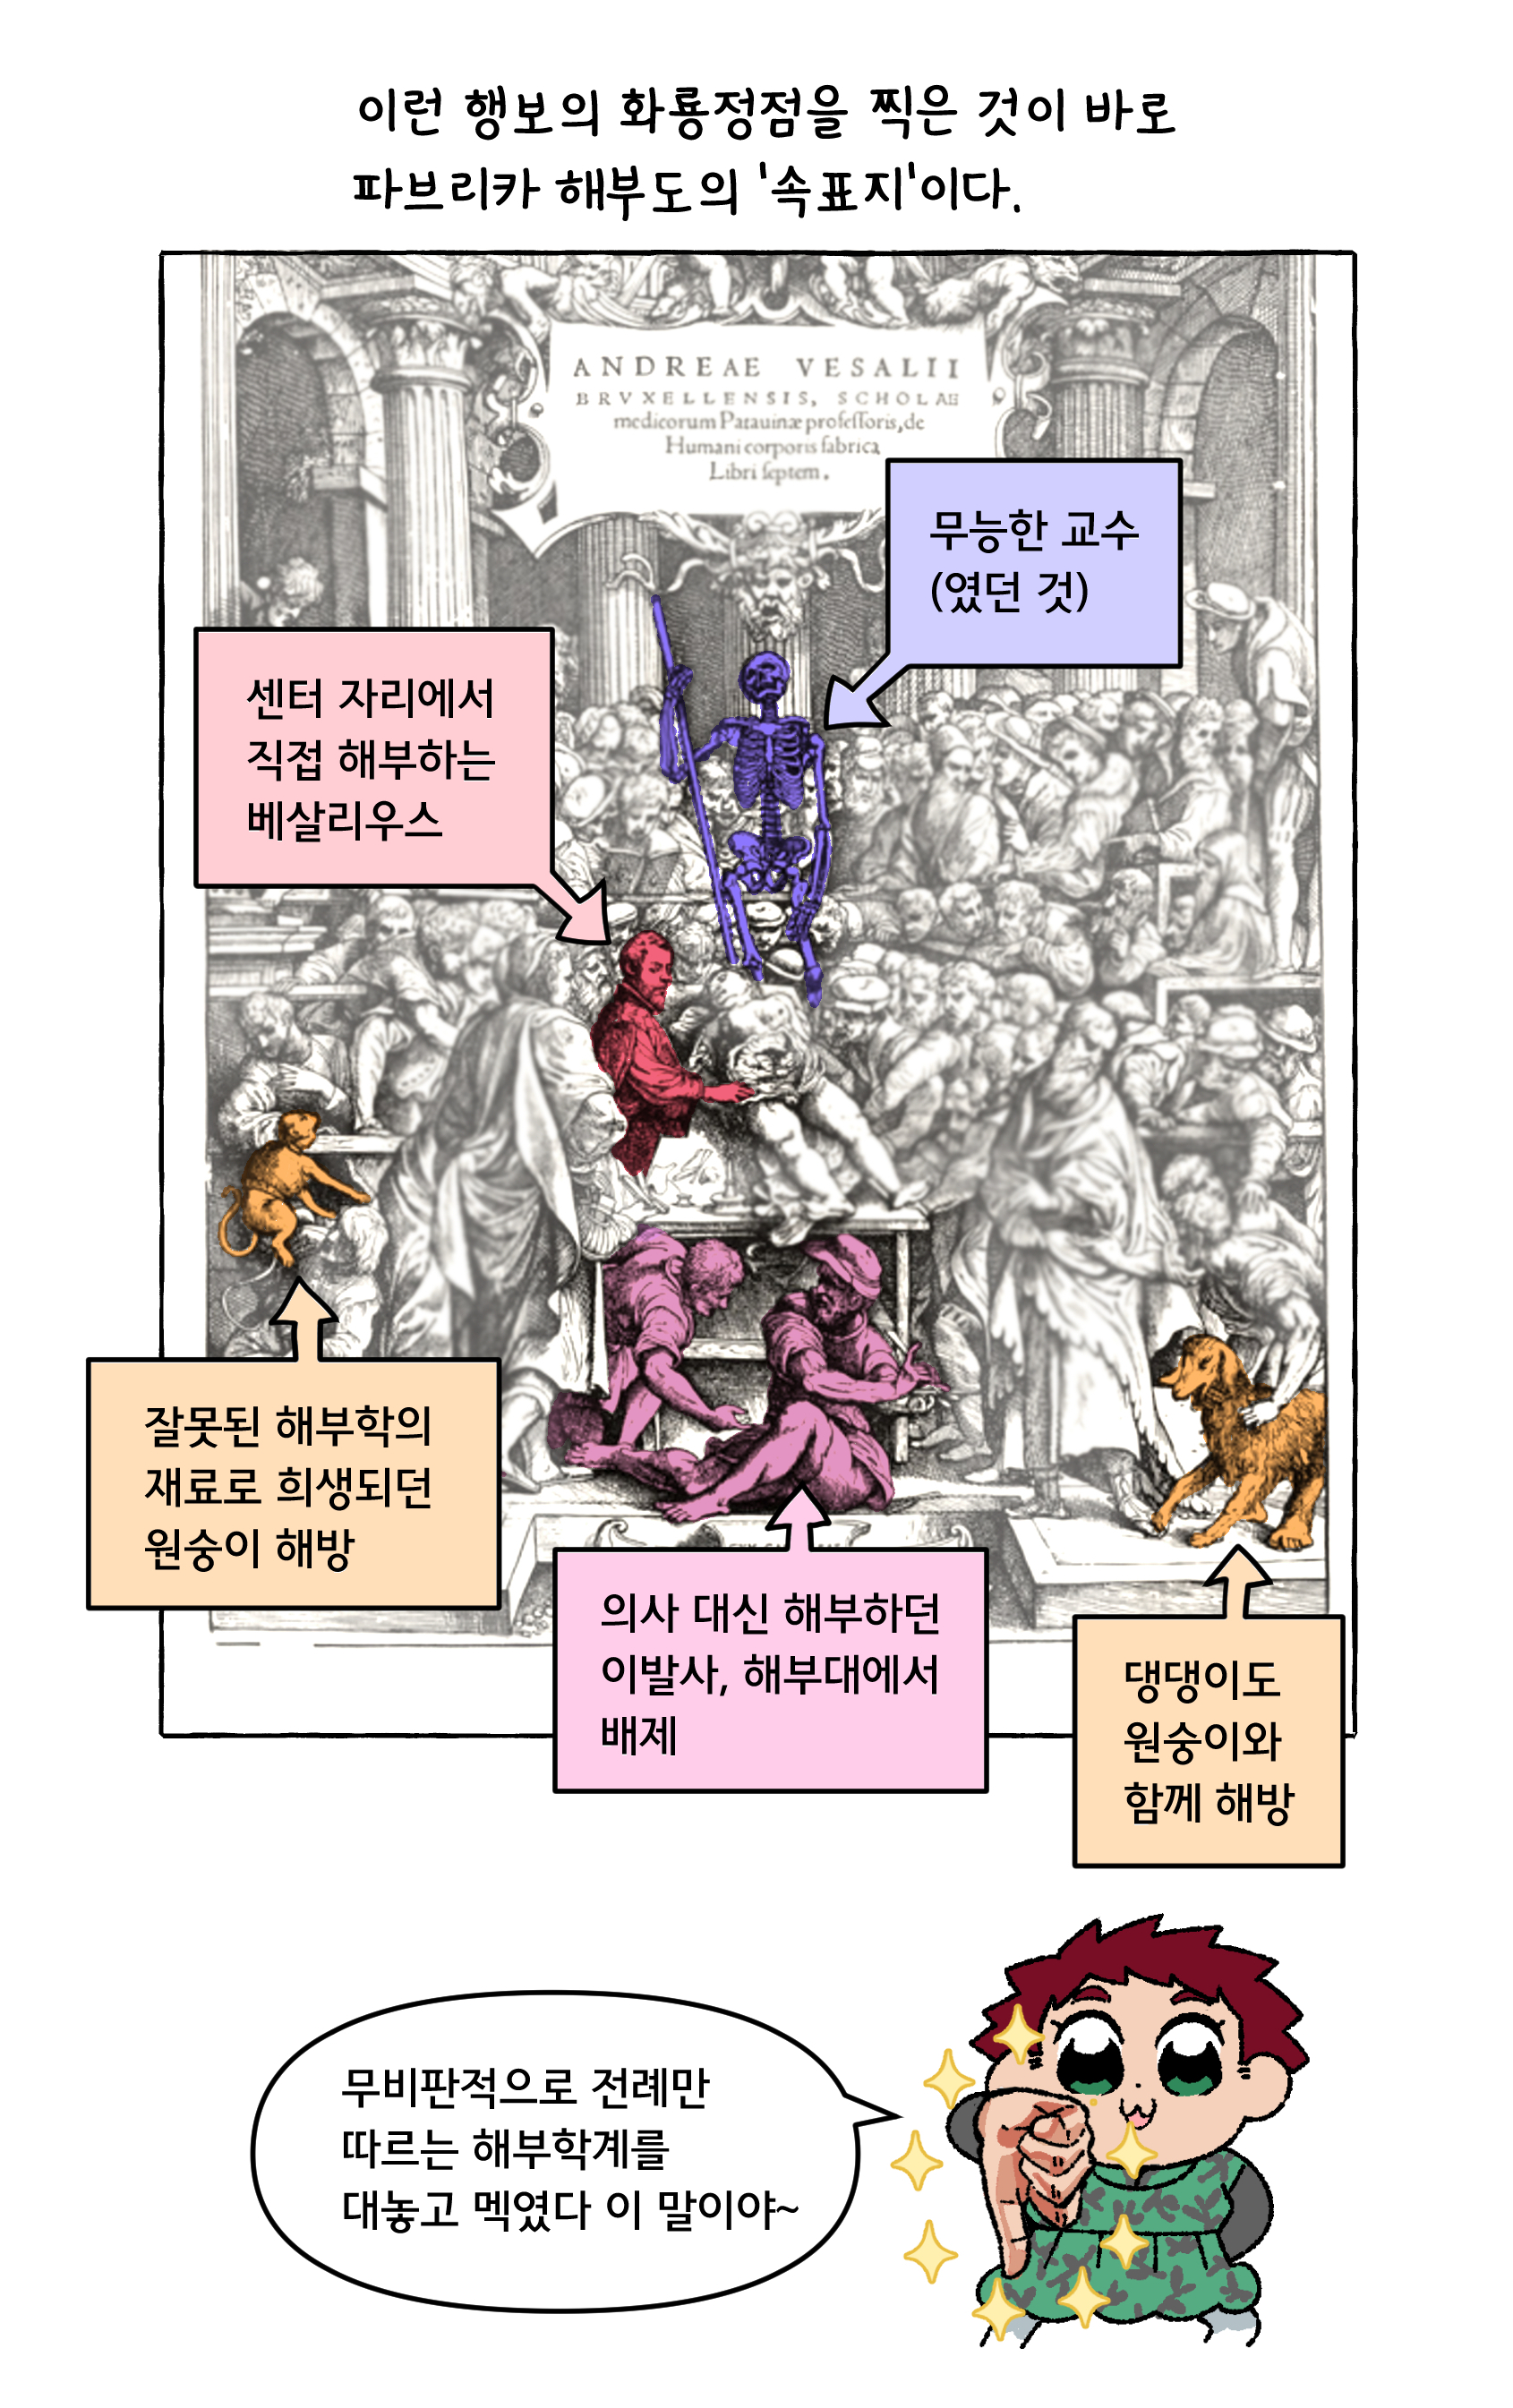 이런 행보의 화룡정점을 찍은 것이 바로
파브리카 해부도의 '속표지'이다.
ANDREAE VESALII
BRVXELLENSIS, SCHOLAE
medicorum Patauinæ profeſſoris, de
Humani corporis fabrica
Libri ſeptem.
무능한 교수
(였던 것)
센터 자리에서
직접 해부하는
베살리우스
잘못된 해부학의
재료로 희생되던
원숭이 해방
의사 대신 해부하던
이발사, 해부대에서
배제
댕댕이도
원숭이와
함께 해방
무비판적으로 전례만
따르는 해부학계를
대놓고 멕였다 이 말이야~